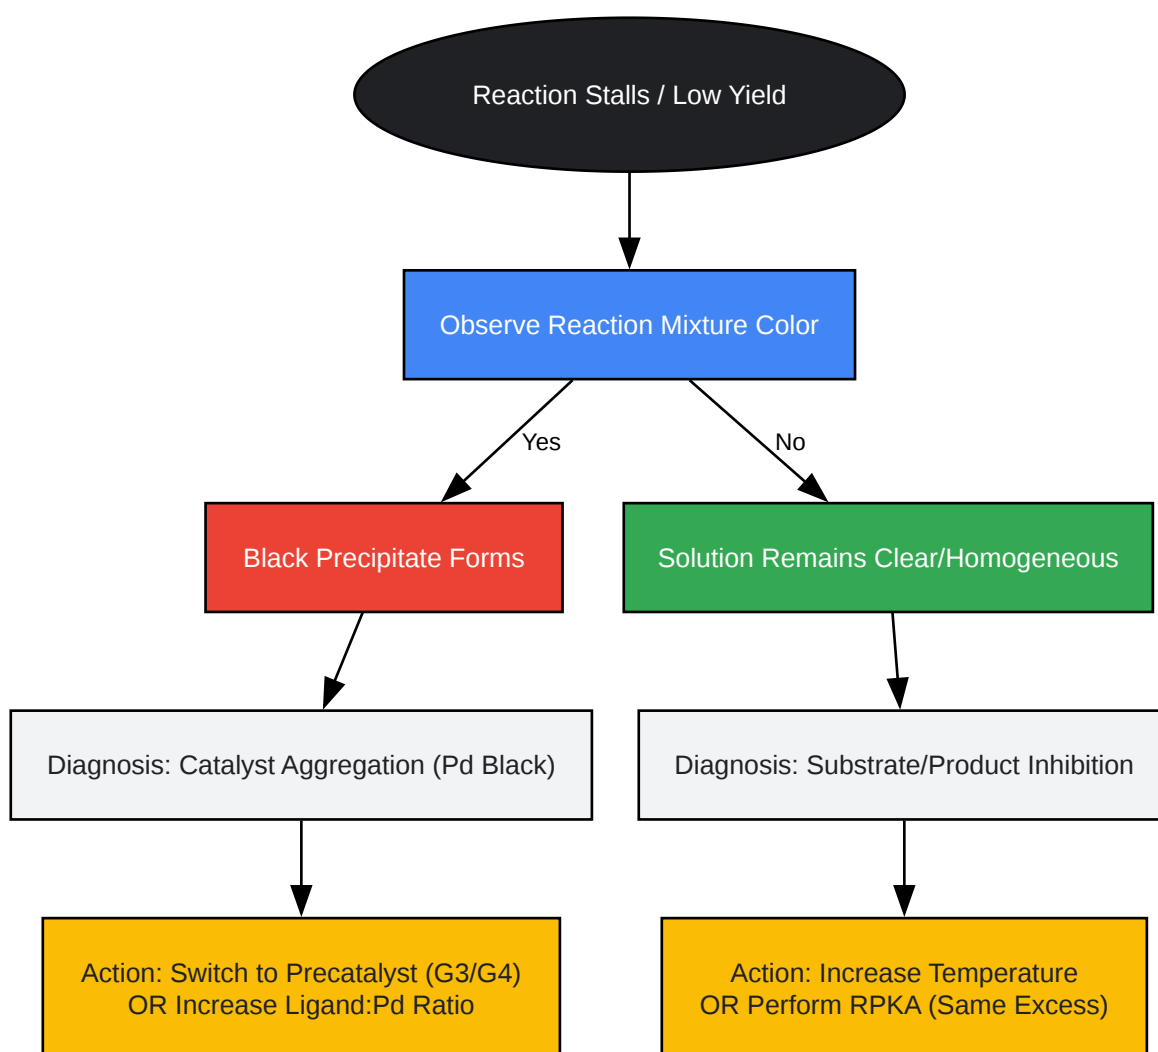 Reaction Stalls / Low Yield
Observe Reaction Mixture Color
Yes
No
Black Precipitate Forms
Solution Remains Clear/Homogeneous
Diagnosis: Catalyst Aggregation (Pd Black)
Diagnosis: Substrate/Product Inhibition
Action: Switch to Precatalyst (G3/G4)
OR Increase Ligand:Pd Ratio
Action: Increase Temperature
OR Perform RPKA (Same Excess)